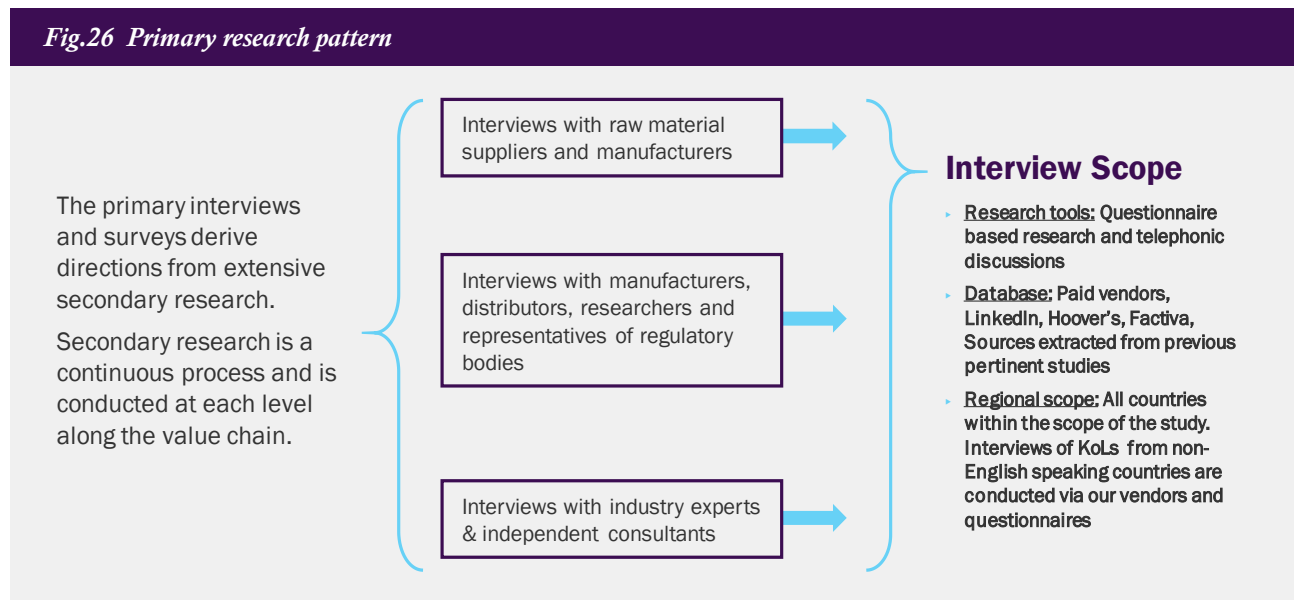 Fig.26 Primary research pattern
The primary interviews
and surveys derive
directions from extensive
secondary research.
Secondary research is a
continuous process and is
conducted at each level
along the value chain.
Interviews with raw material
suppliers and manufacturers
Interviews with manufacturers,
distributors, researchers and
representatives of regulatory
bodies
Interviews with industry experts
& independent consultants
Interview Scope
Research tools: Questionnaire
based research and telephonic
discussions
Database: Paid vendors,
LinkedIn, Hoover's, Factiva,
Sources extracted from previous
pertinent studies
Regional scope: All countries
within the scope of the study.
Interviews of KoLs from non-
English speaking countries are
conducted via our vendors and
questionnaires